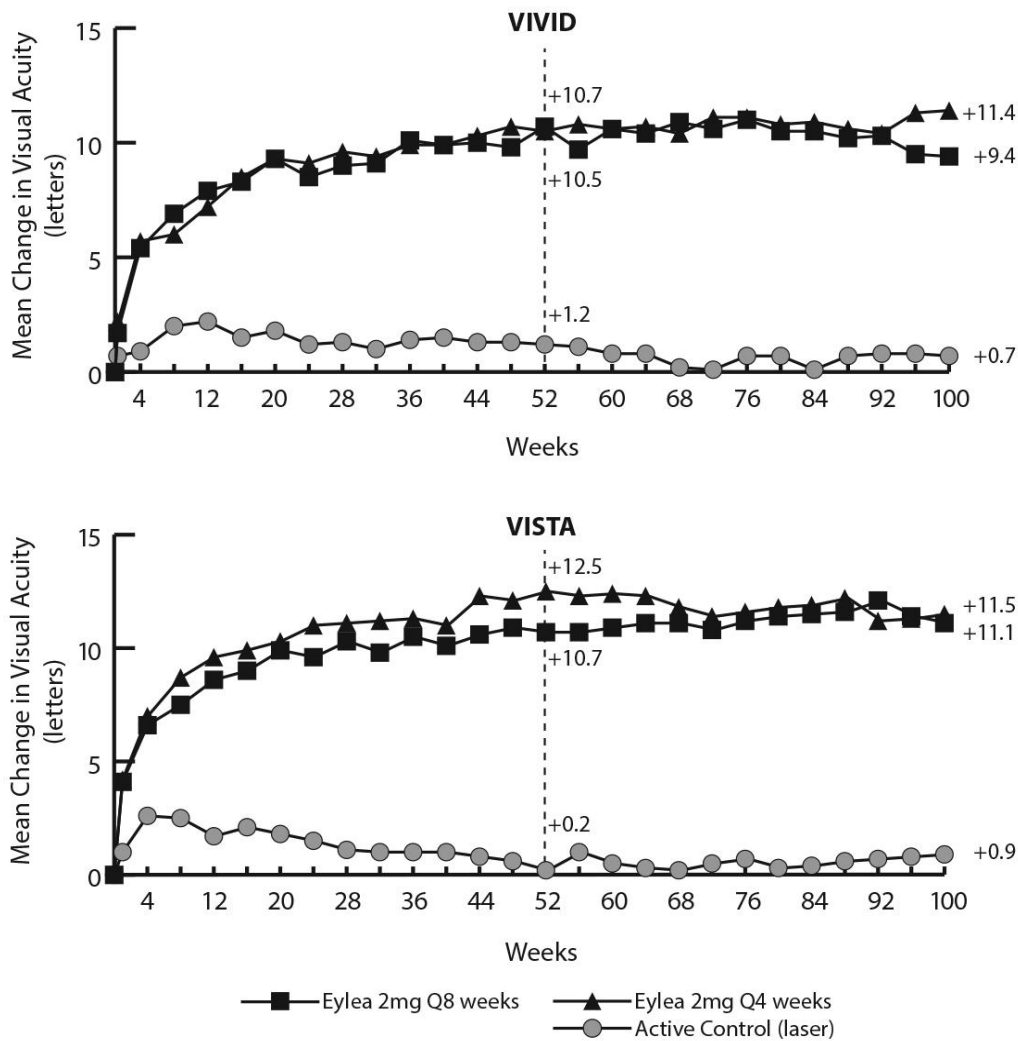 VIVID
Mean Change in Visual Acuity
(letters)
15
10
5
0
+10.7
+10.5
+1.2
+11.4
+9.4
+0.7
4 12 20 28 36 44 52 60 68 76 84 92 100
Weeks
VISTA
Mean Change in Visual Acuity
(letters)
15
10
5
0
+12.5
+10.7
+0.2
+11.5
+11.1
+0.9
4 12 20 28 36 44 52 60 68 76 84 92 100
Weeks
Eylea 2mg Q8 weeks Eylea 2mg Q4 weeks
Active Control (laser)